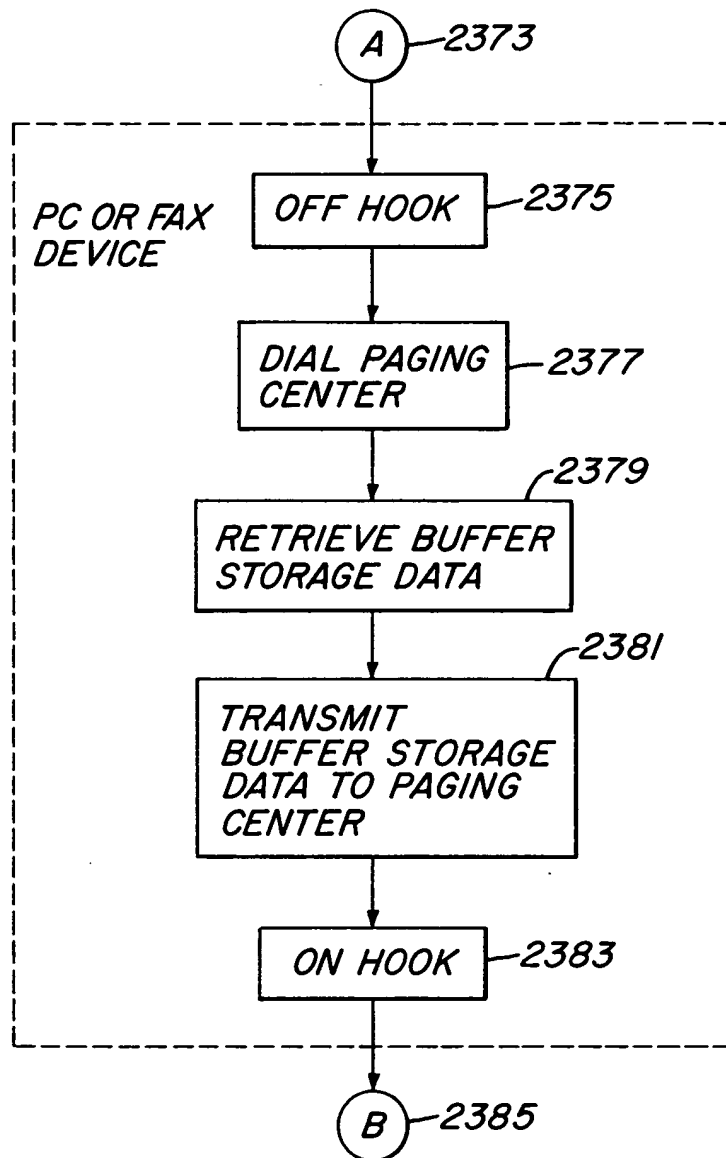 A 2373
PC OR FAX
DEVICE
OFF HOOK 2375
DIAL PAGING
CENTER
2377
2379
RETRIEVE BUFFER
STORAGE DATA
2381
TRANSMIT
BUFFER STORAGE
DATA TO PAGING
CENTER
ON HOOK 2383
B 2385